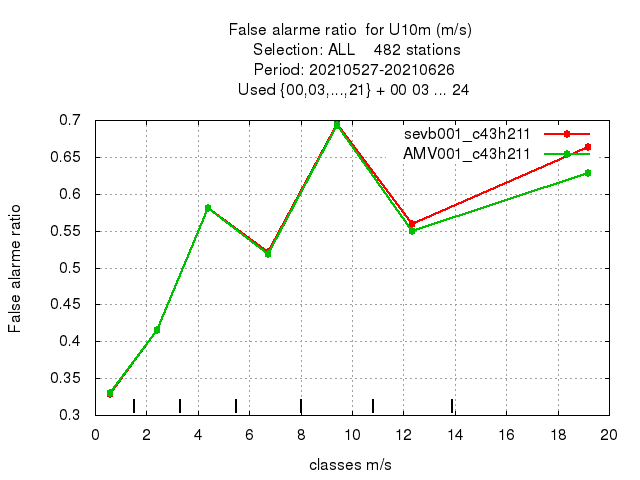 False alarme ratio  for U10m (m/s)
Selection: ALL    482 stations
Period: 20210527-20210626
Used {00,03,...,21} + 00 03 ... 24
sevb001_c43h211
AMV001_c43h211
False alarme ratio
0.7
0.65
0.6
0.55
0.5
0.45
0.4
0.35
0.3
0 2 4 6 8 10 12 14 16 18 20
classes m/s